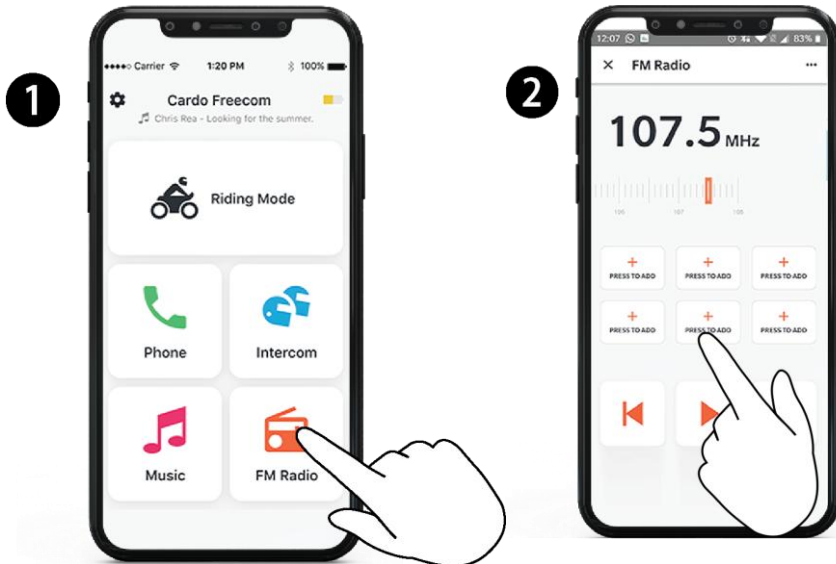 1
●●●●○ Carrier 1:20 PM 100%
Cardo Freecom
Chris Rea - Looking for the summer.
Riding Mode
Phone Intercom
Music FM Radio
2
12:07 83%
× FM Radio ...
107.5 MHz
106 107 108
+ + +
PRESS TO ADD PRESS TO ADD PRESS TO ADD
+ + +
PRESS TO ADD PRESS TO ADD PRESS TO ADD